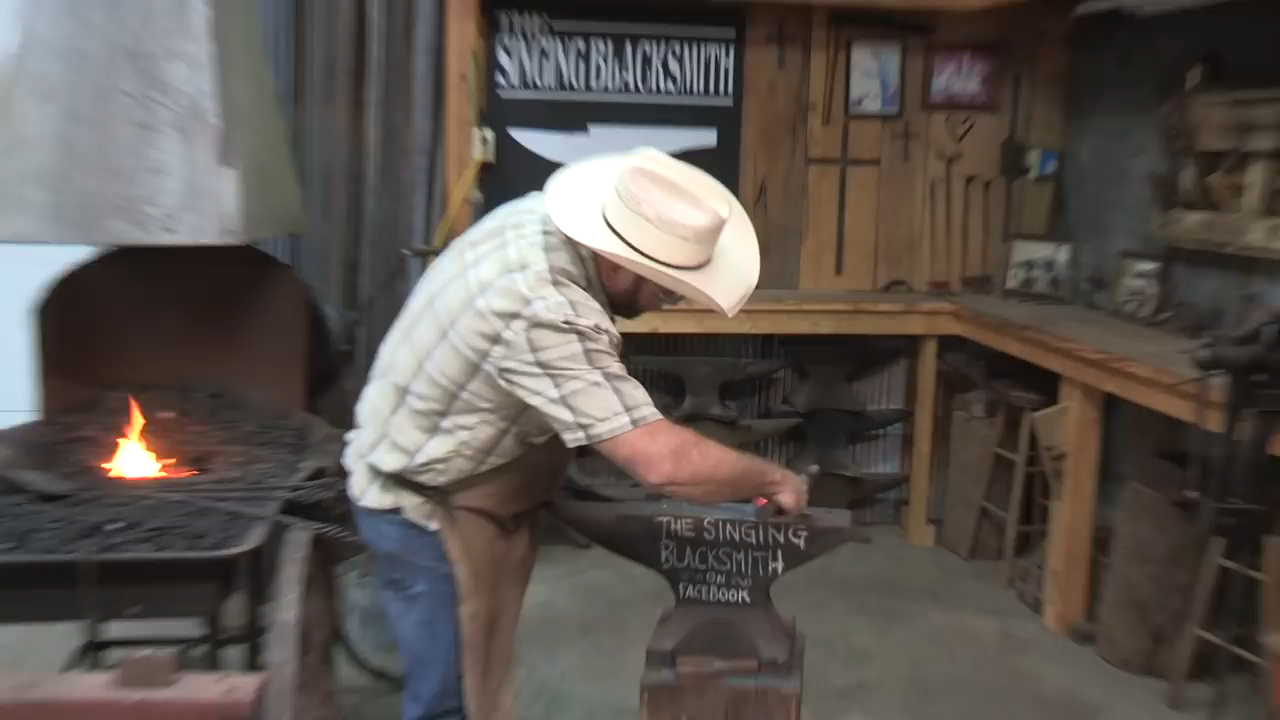 THE
SINGING BLACKSMITH
THE SINGING
BLACKSMITH
ON
FACEBOOK